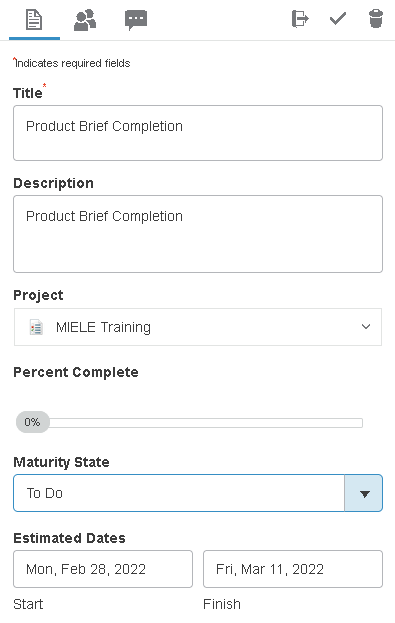 *Indicates required fields
Title*
Product Brief Completion
Description
Product Brief Completion
Project
MIELE Training
Percent Complete
0%
Maturity State
To Do
Estimated Dates
Mon, Feb 28, 2022 Fri, Mar 11, 2022
Start Finish